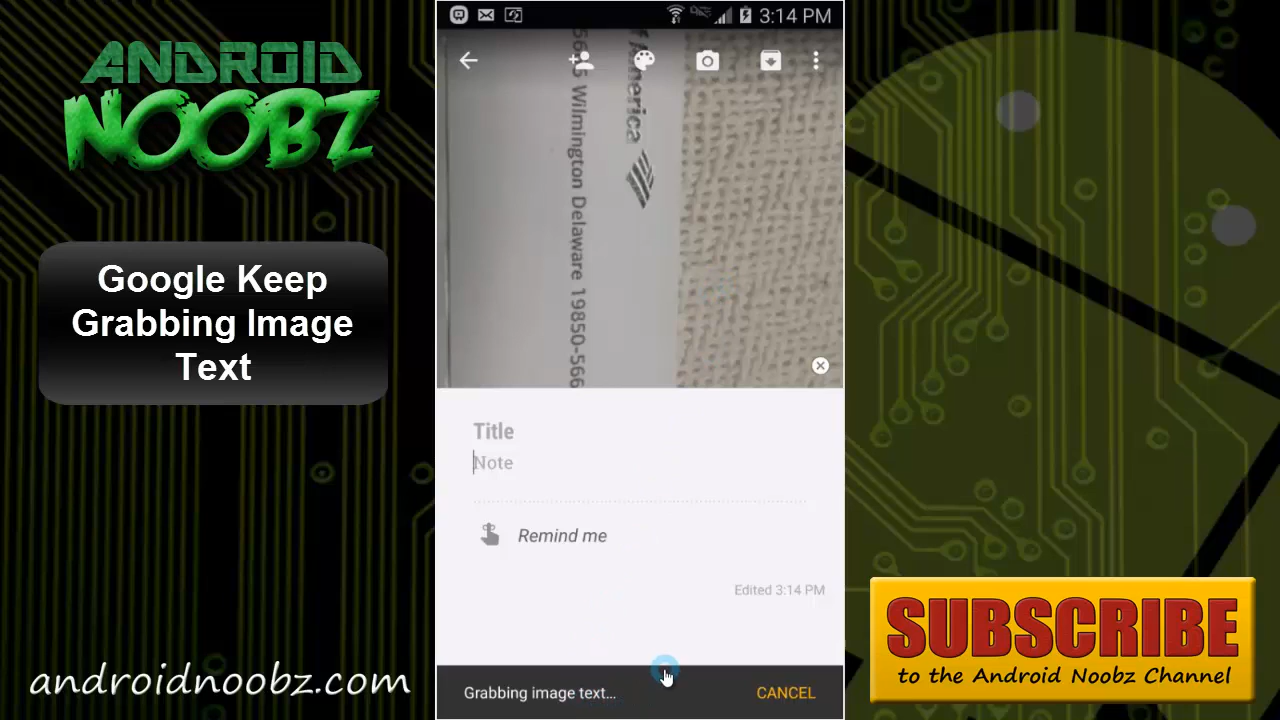 ANDROID
NOOBZ
Google Keep
Grabbing Image
Text
androidnoobz.com
3:14 PM
f America
Wilmington Delaware 19850-566
Title
Note
Remind me
Edited 3:14 PM
Grabbing image text...
CANCEL
SUBSCRIBE
to the Android Noobz Channel